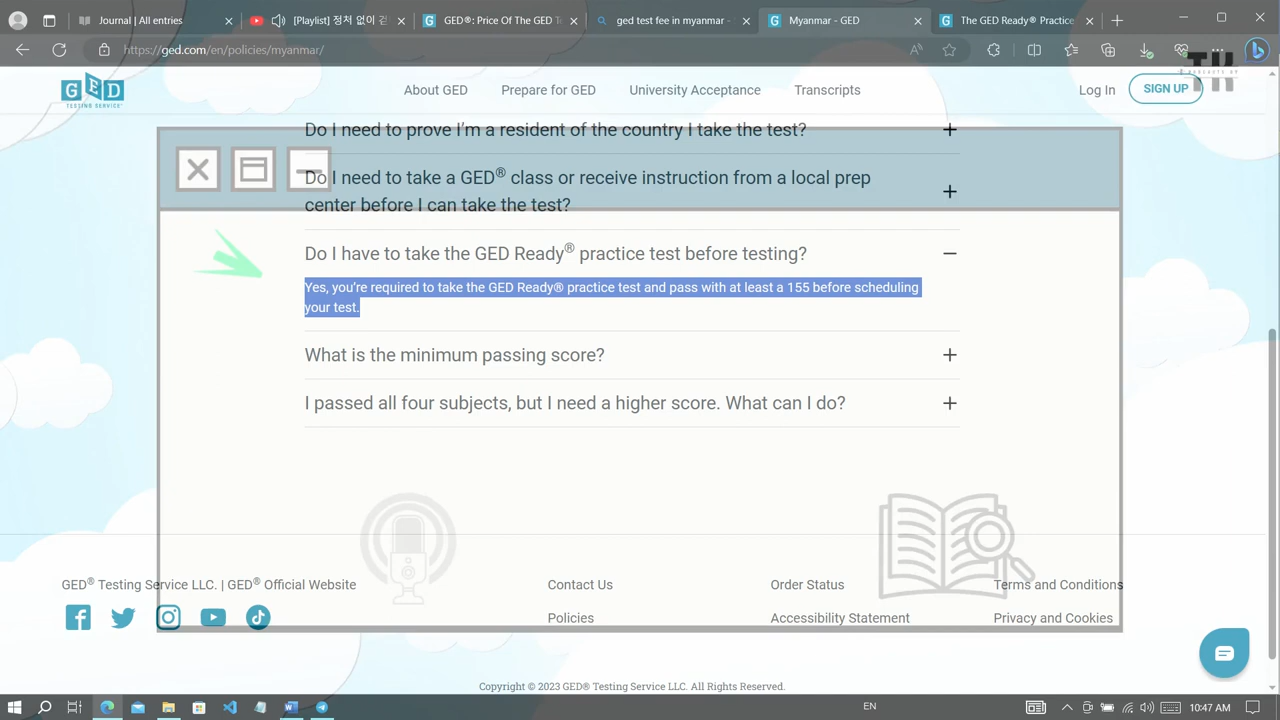 Journal | All entries
[Playlist] 정처 없이 걷
GED®: Price Of The GED T
ged test fee in myanmar -
Myanmar - GED
The GED Ready® Practice
https://ged.com/en/policies/myanmar/
GED
TESTING SERVICE
About GED
Prepare for GED
University Acceptance
Transcripts
Log In
SIGN UP
Do I need to prove I'm a resident of the country I take the test?
Do I need to take a GED® class or receive instruction from a local prep
center before I can take the test?
Do I have to take the GED Ready® practice test before testing?
Yes, you're required to take the GED Ready® practice test and pass with at least a 155 before scheduling
your test.
What is the minimum passing score?
I passed all four subjects, but I need a higher score. What can I do?
GED® Testing Service LLC. | GED® Official Website
Contact Us
Order Status
Terms and Conditions
Policies
Accessibility Statement
Privacy and Cookies
Copyright © 2023 GED® Testing Service LLC. All Rights Reserved.
EN
10:47 AM